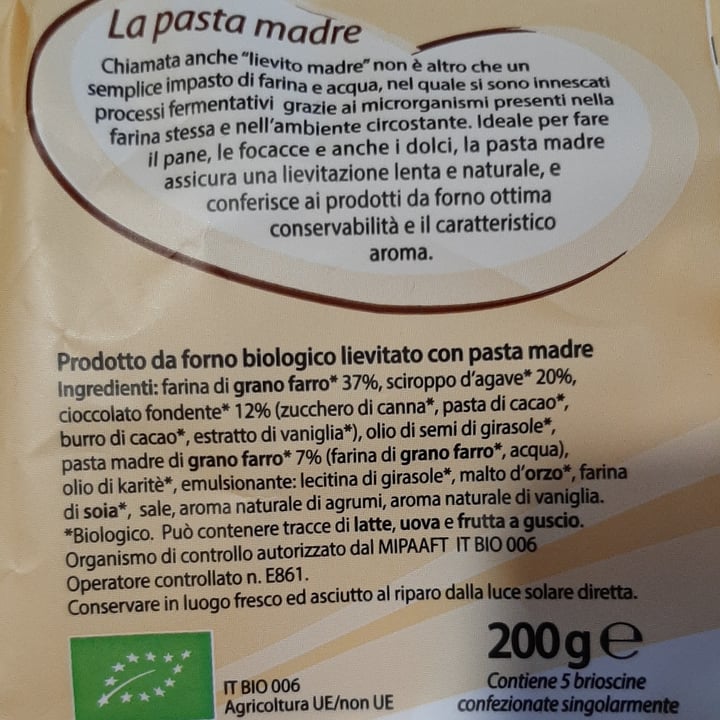 La pasta madre
Chiamata anche "lievito madre" non è altro che un
semplice impasto di farina e acqua, nel quale si sono innescati
processi fermentativi grazie ai microrganismi presenti nella
farina stessa e nell'ambiente circostante. Ideale per fare
il pane, le focacce e anche i dolci, la pasta madre
assicura una lievitazione lenta e naturale, e
conferisce ai prodotti da forno ottima
conservabilità e il caratteristico
aroma.
Prodotto da forno biologico lievitato con pasta madre
Ingredienti: farina di grano farro* 37%, sciroppo d'agave* 20%,
cioccolato fondente* 12% (zucchero di canna*, pasta di cacao*,
burro di cacao*, estratto di vaniglia*), olio di semi di girasole*,
pasta madre di grano farro* 7% (farina di grano farro*, acqua),
olio di karitè*, emulsionante: lecitina di girasole*, malto d'orzo*, farina
di soia*, sale, aroma naturale di agrumi, aroma naturale di vaniglia.
*Biologico. Può contenere tracce di latte, uova e frutta a guscio.
Organismo di controllo autorizzato dal MIPAAFT IT BIO 006
Operatore controllato n. E861.
Conservare in luogo fresco ed asciutto al riparo dalla luce solare diretta.
200g e
Contiene 5 brioscine
confezionate singolarmente
IT BIO 006
Agricoltura UE/non UE